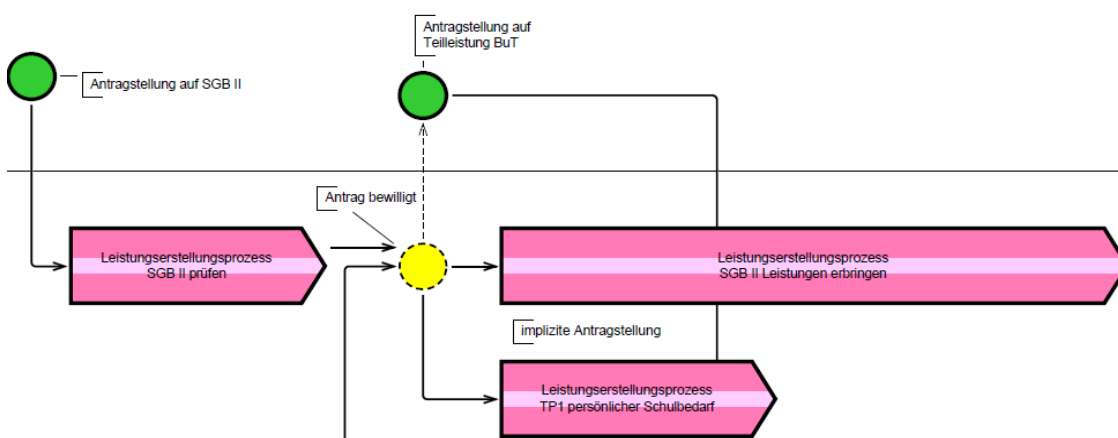 Antragstellung auf
Teilleistung BuT
Antragstellung auf SGB II
Antrag bewilligt
Leistungserstellungsprozess
SGB II prüfen
Leistungserstellungsprozess
SGB II Leistungen erbringen
implizite Antragstellung
Leistungserstellungsprozess
TP1 persönlicher Schulbedarf